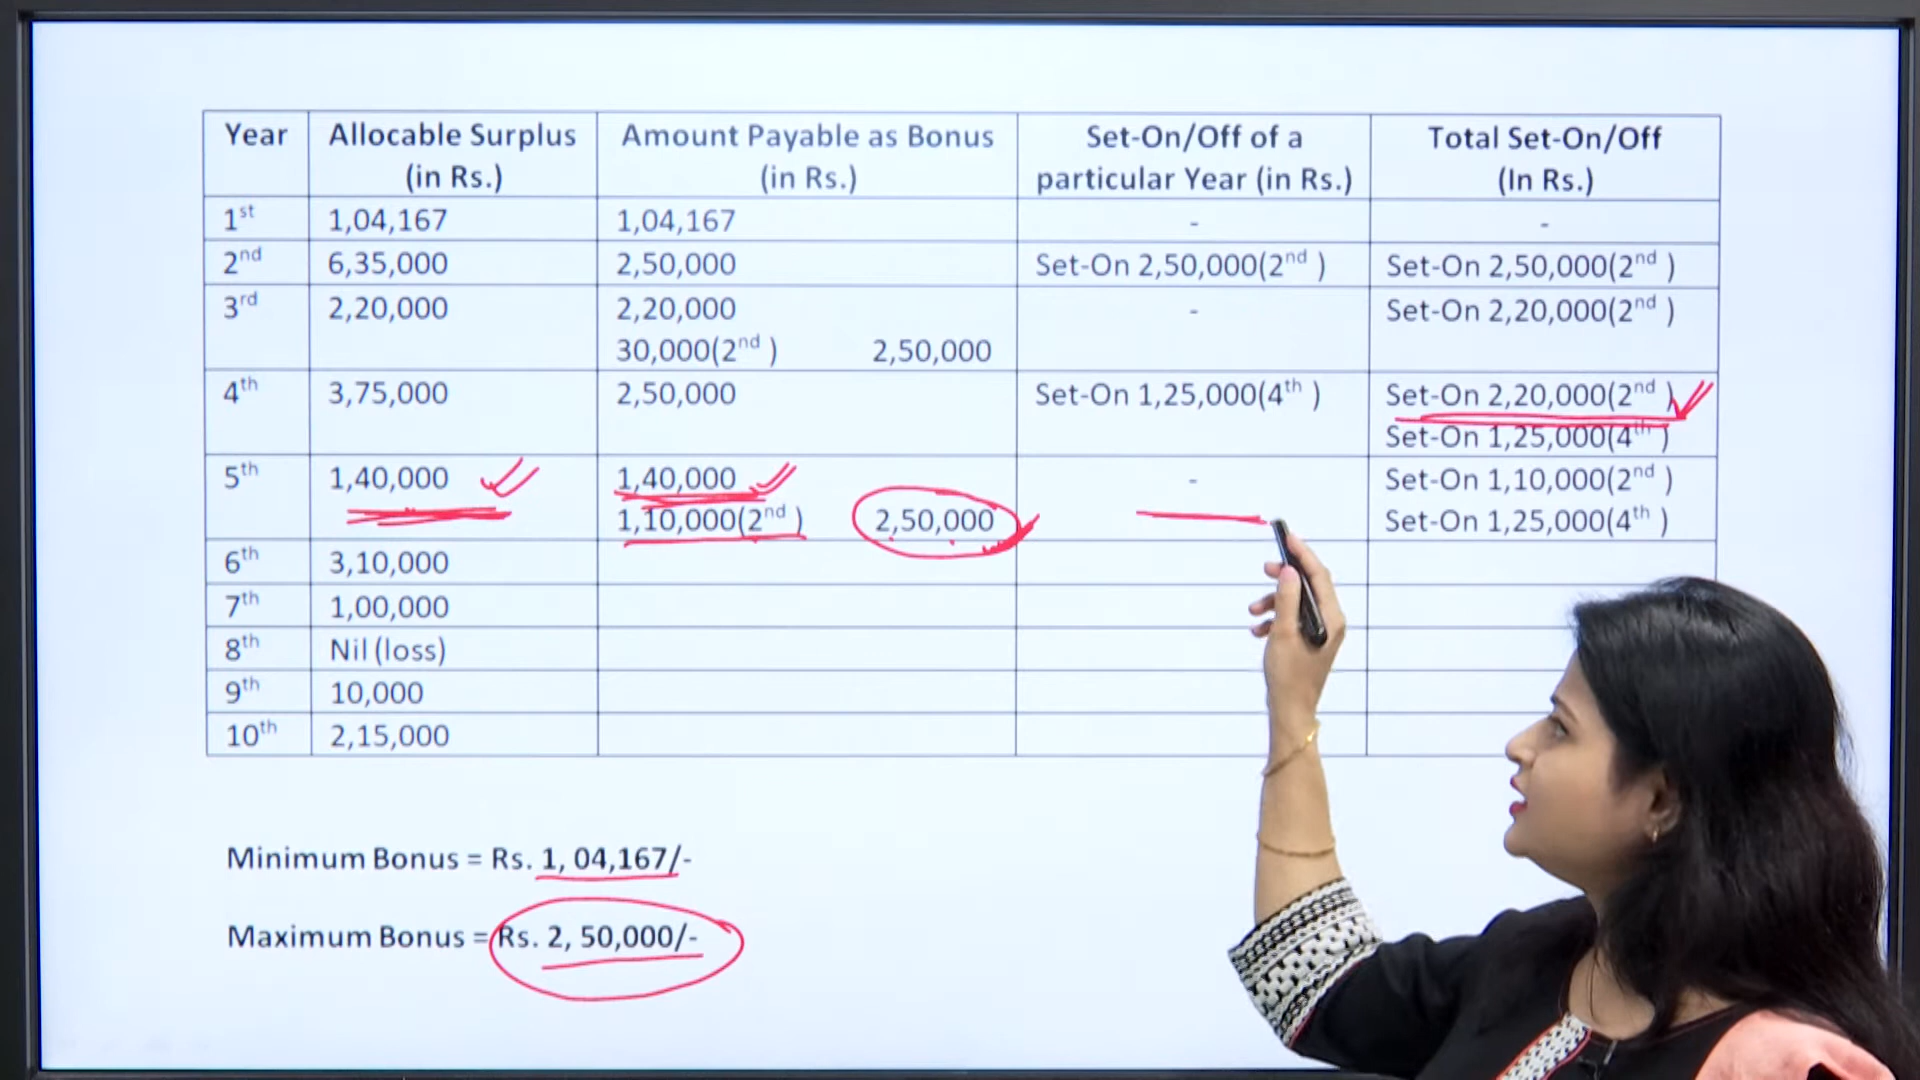 Year Allocable Surplus (in Rs.) Amount Payable as Bonus (in Rs.) Set-On/Off of a particular Year (in Rs.) Total Set-On/Off (In Rs.)
1st 1,04,167 1,04,167 - -
2nd 6,35,000 2,50,000 Set-On 2,50,000(2nd ) Set-On 2,50,000(2nd )
3rd 2,20,000 2,20,000 - Set-On 2,20,000(2nd )
30,000(2nd ) 2,50,000
4th 3,75,000 2,50,000 Set-On 1,25,000(4th ) Set-On 2,20,000(2nd )
Set-On 1,25,000(4th )
5th 1,40,000 1,40,000 - Set-On 1,10,000(2nd )
1,10,000(2nd ) 2,50,000 Set-On 1,25,000(4th )
6th 3,10,000
7th 1,00,000
8th Nil (loss)
9th 10,000
10th 2,15,000
Minimum Bonus = Rs. 1, 04,167/-
Maximum Bonus = Rs. 2, 50,000/-